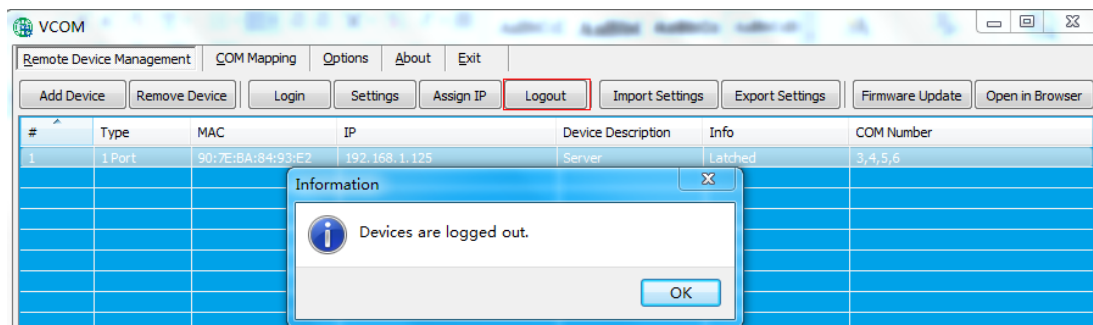 VCOM
Remote Device Management COM Mapping Options About Exit
Add Device Remove Device Login Settings Assign IP Logout Import Settings Export Settings Firmware Update Open in Browser
# Type MAC IP Device Description Info COM Number
1 1 Port 90:7E:BA:84:93:E2 192.168.1.125 Server Latched 3,4,5,6
Information
Devices are logged out.
OK